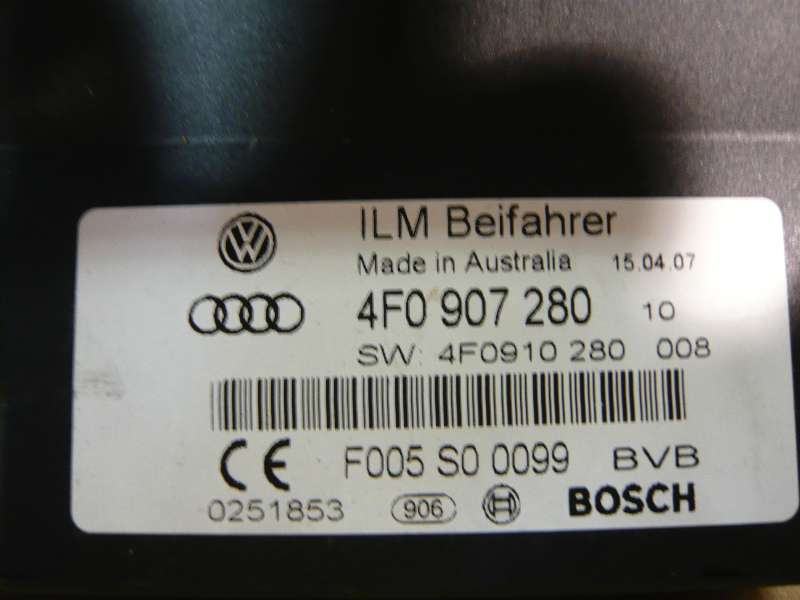 ILM Beifahrer
Made in Australia 15.04.07
4F0 907 280 10
SW: 4F0910 280 008
CE F005 S0 0099 BVB
0251853 906 BOSCH